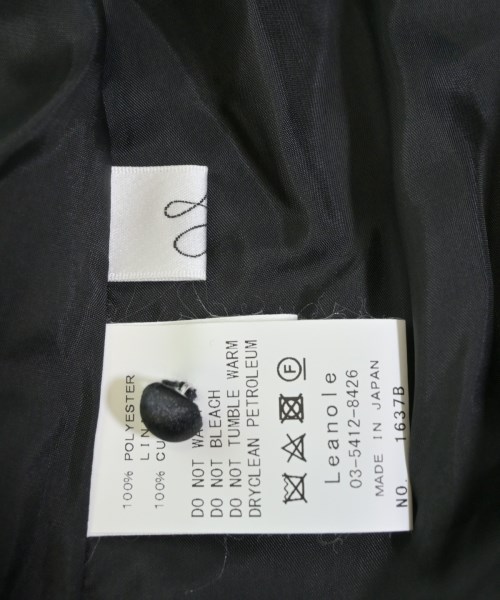 100% POLYESTER
100%
DO NOT
DO NOT BLEACH
DO NOT TUMBLE WARM
DRYCLEAN PETROLEUM
F
Leanole
03-5412-8426
MADE IN JAPAN
NO. 1637B